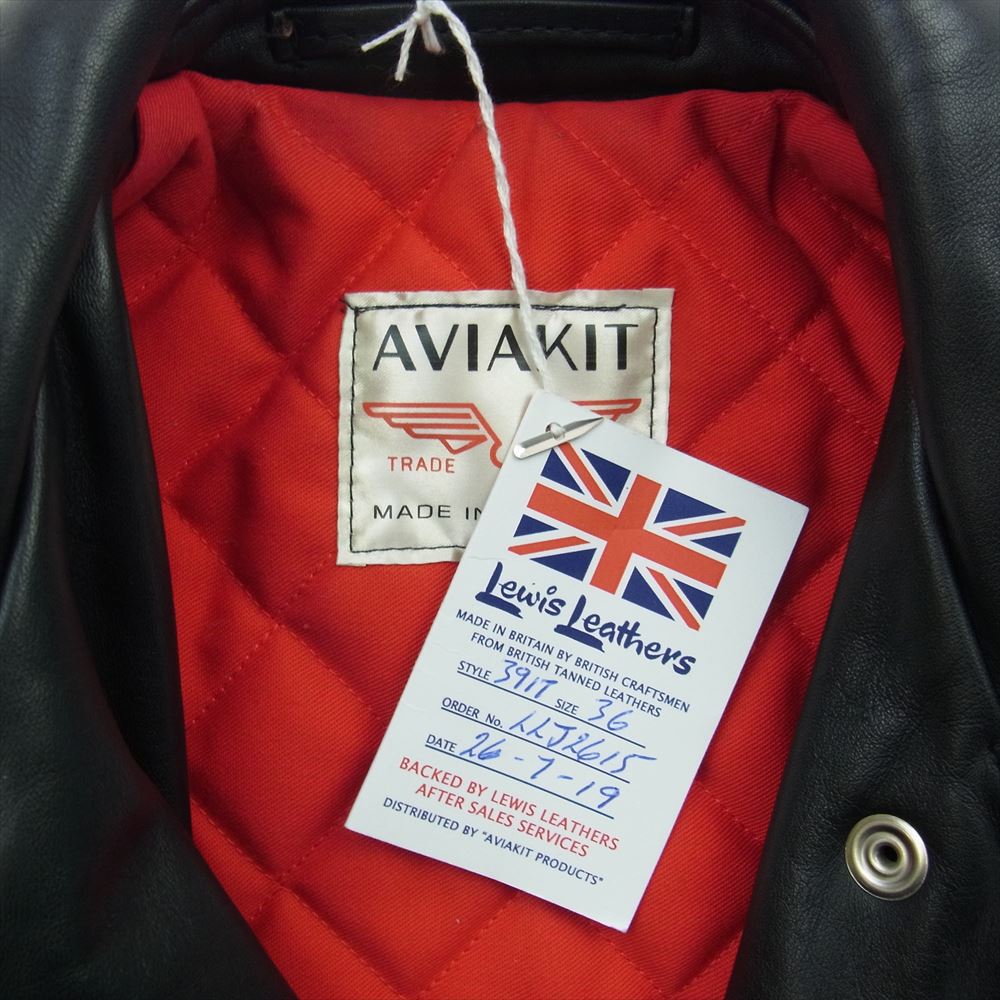 AVIAKIT
TRADE
MADE IN
Lewis Leathers
MADE IN BRITAIN BY BRITISH CRAFTSMEN
FROM BRITISH TANNED LEATHERS
STYLE 391T SIZE 36
ORDER No. LLJ2615
DATE 26-7-19
BACKED BY LEWIS LEATHERS
AFTER SALES SERVICES
DISTRIBUTED BY "AVIAKIT PRODUCTS"